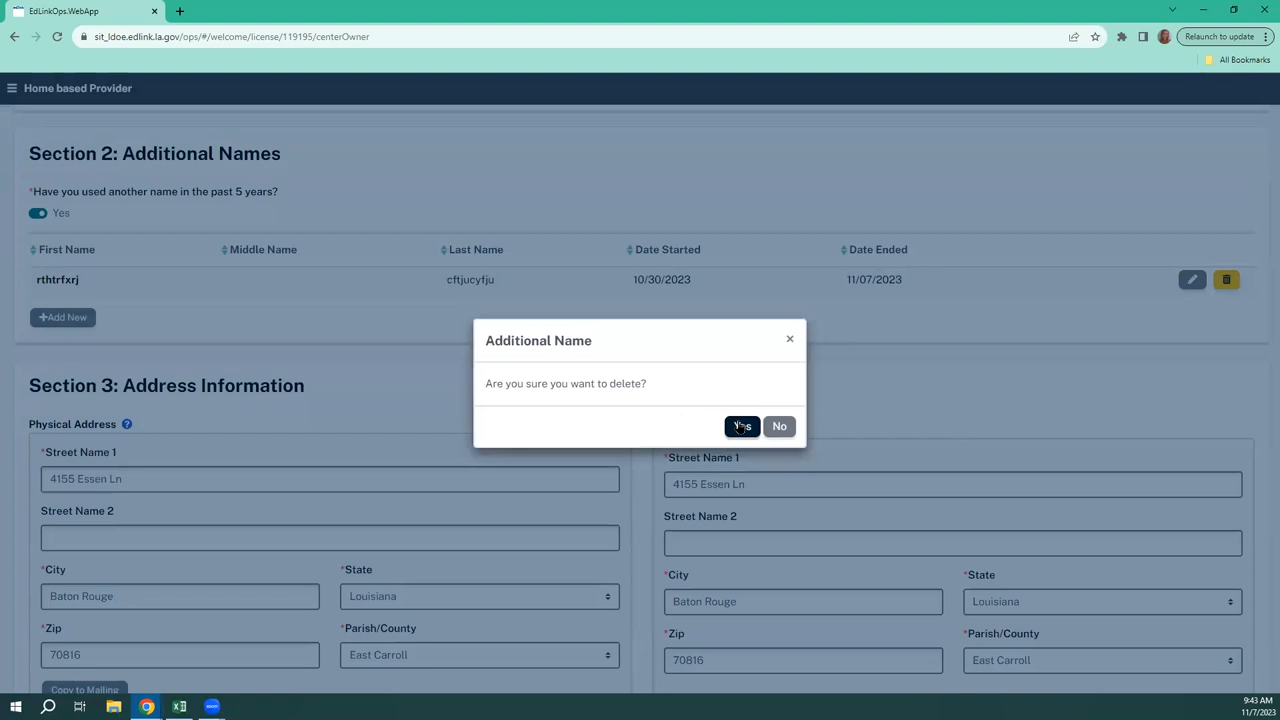 EdLinkOps.WebApp
sit_ldoe.edlink.la.gov/ops/#/welcome/license/119195/centerOwner
Relaunch to update
All Bookmarks
Home based Provider
Section 2: Additional Names
*Have you used another name in the past 5 years?
Yes
First Name Middle Name Last Name Date Started Date Ended
rthtrfxrj cftjucyfju 10/30/2023 11/07/2023
+Add New
Additional Name ×
Are you sure you want to delete?
Yes No
Section 3: Address Information
Physical Address ?
*Street Name 1
4155 Essen Ln
Street Name 2
*City *State
Baton Rouge Louisiana
*Zip *Parish/County
70816 East Carroll
Copy to Mailing
*Street Name 1
4155 Essen Ln
Street Name 2
*City *State
Baton Rouge Louisiana
*Zip *Parish/County
70816 East Carroll
zoom
9:43 AM
11/7/2023